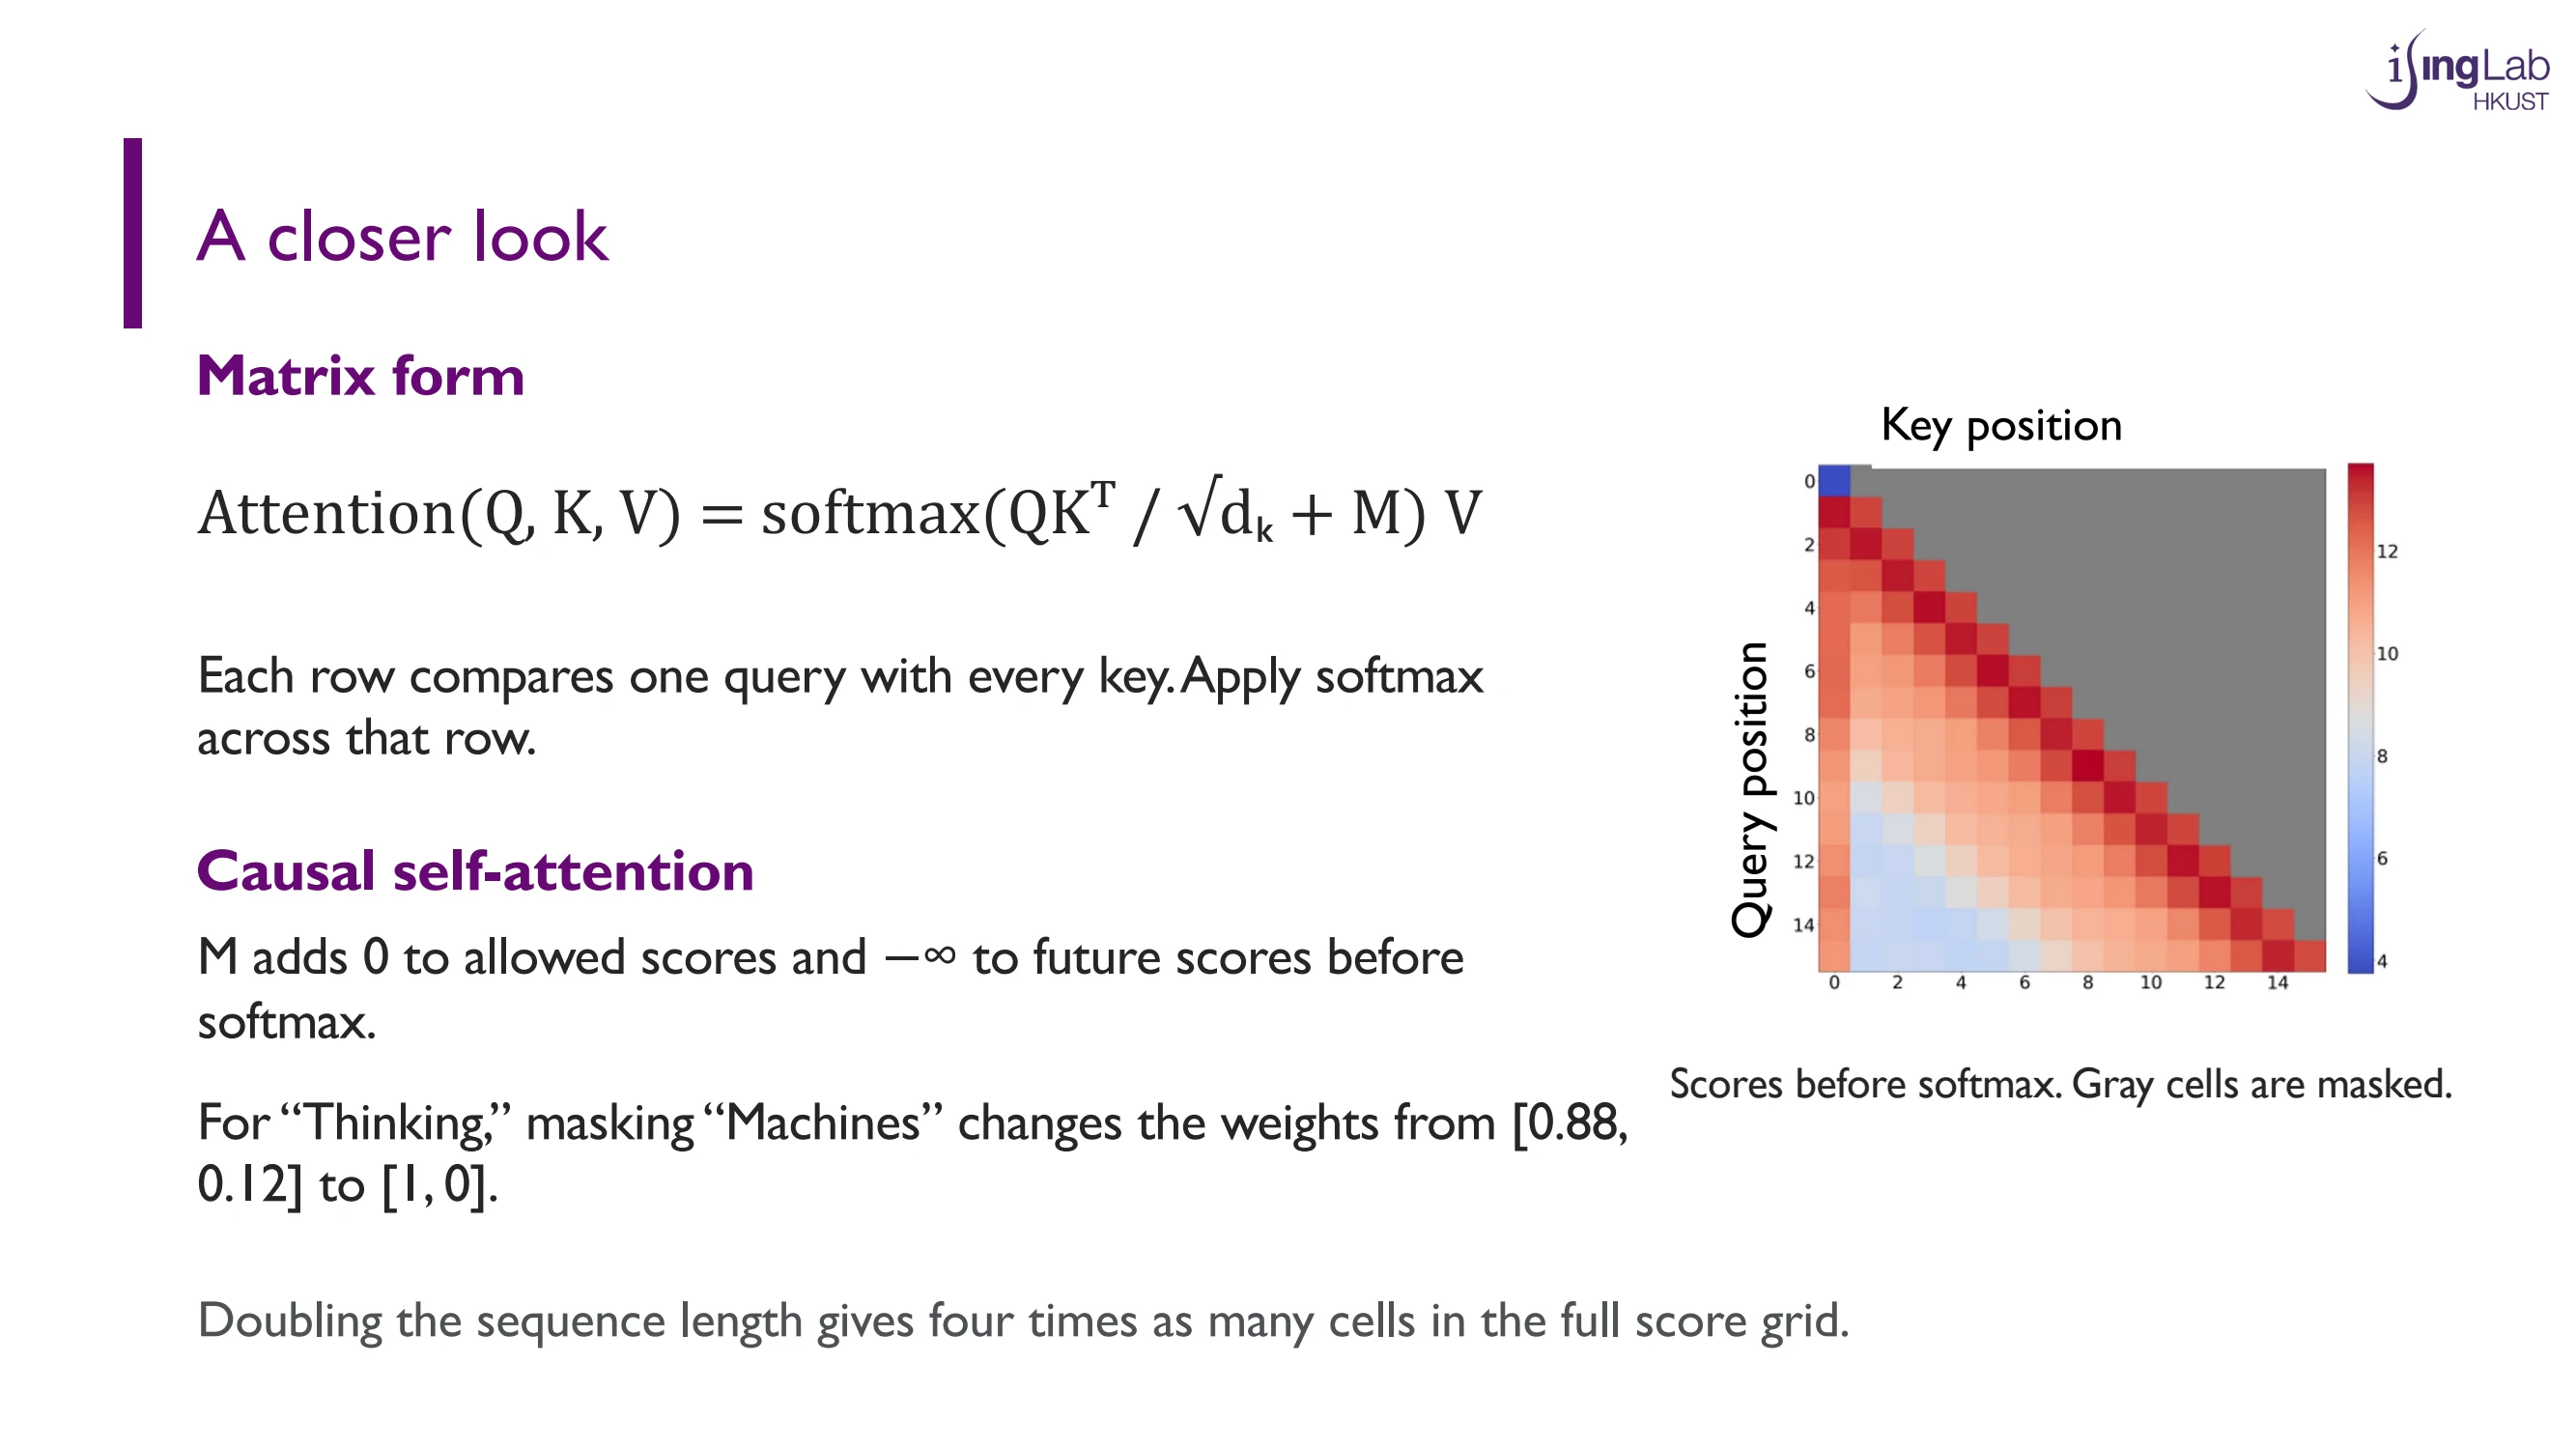 isingLab
HKUST
A closer look
Matrix form
Attention(Q, K, V) = softmax(QKᵀ / √dₖ + M) V
Each row compares one query with every key. Apply softmax
across that row.
Causal self-attention
M adds 0 to allowed scores and −∞ to future scores before
softmax.
For “Thinking,” masking “Machines” changes the weights from [0.88,
0.12] to [1, 0].
Doubling the sequence length gives four times as many cells in the full score grid.
Key position
Query position
0
2
4
6
8
10
12
14
0 2 4 6 8 10 12 14
12
10
8
6
4
Scores before softmax. Gray cells are masked.